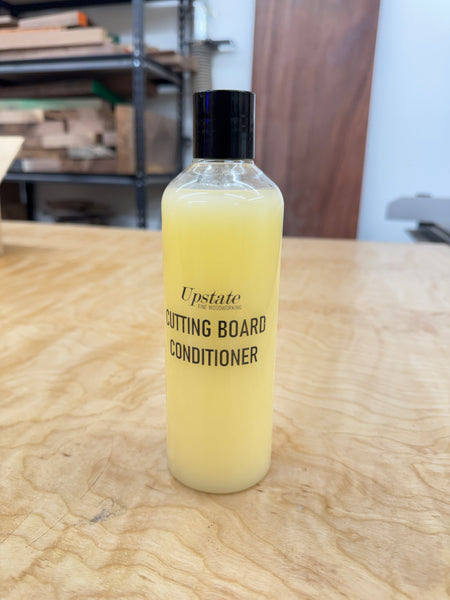 Upstate
FINE WOODWORKING
CUTTING BOARD
CONDITIONER